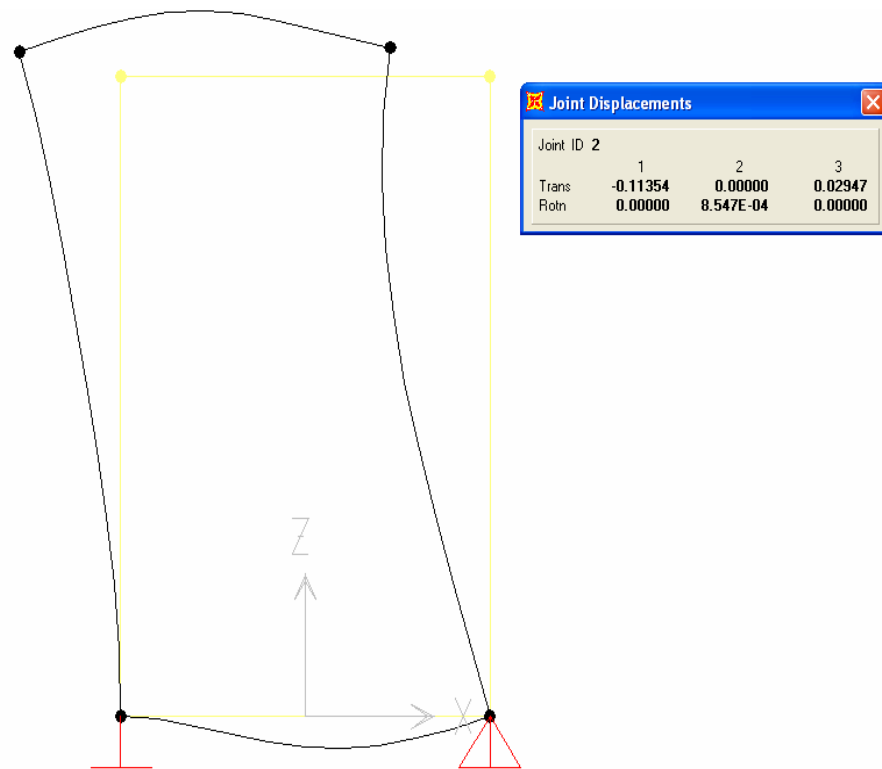 Joint Displacements
Joint ID 2
1 2 3
Trans -0.11354 0.00000 0.02947
Rotn 0.00000 8.547E-04 0.00000
Z
X